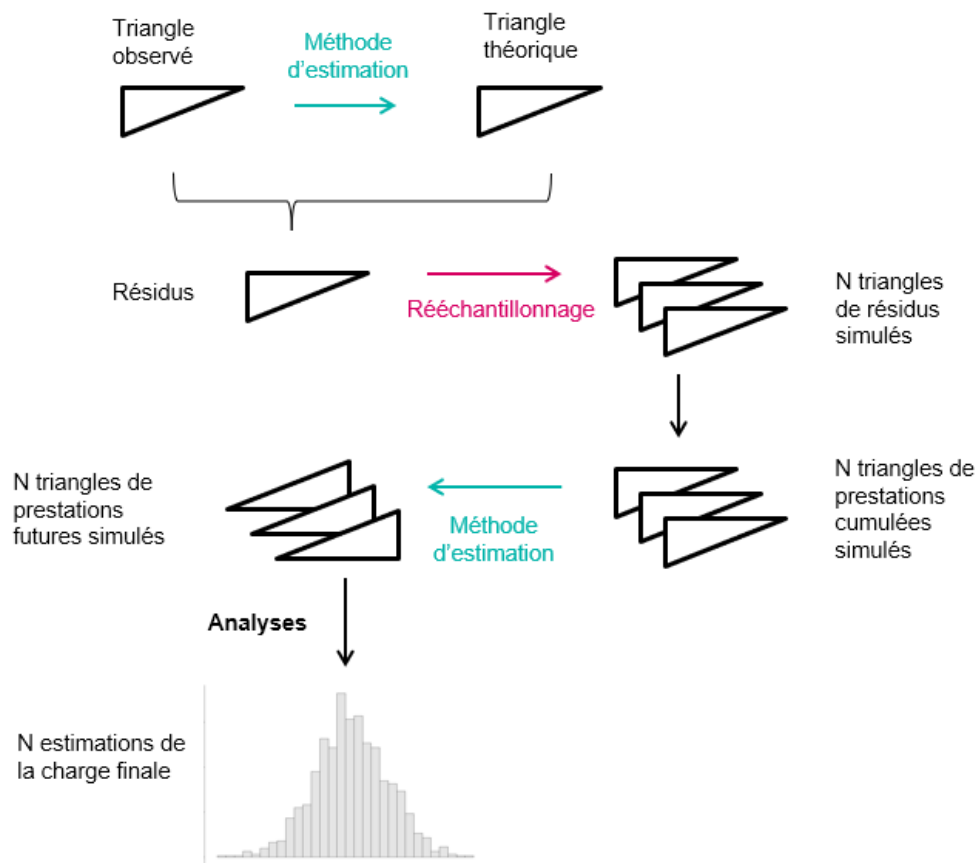 Triangle
observé
Méthode
d'estimation
Triangle
théorique
Résidus
Rééchantillonnage
N triangles
de résidus
simulés
N triangles de
prestations
futures simulés
Méthode
d'estimation
N triangles de
prestations
cumulées
simulés
Analyses
N estimations de
la charge finale